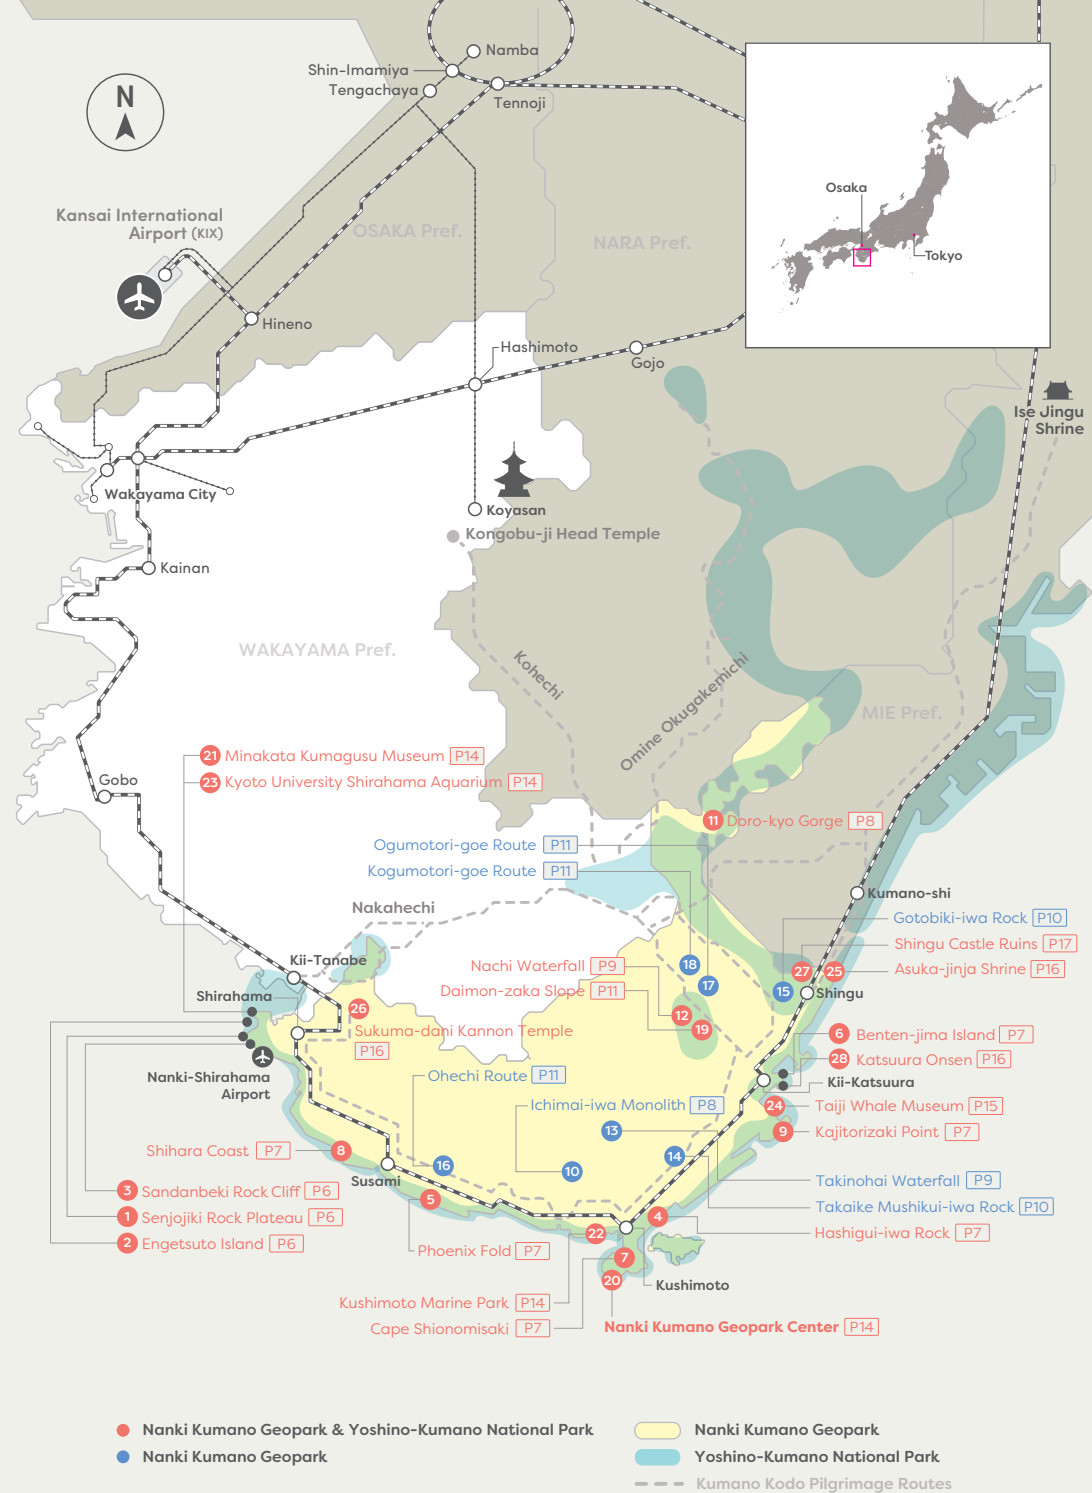 Namba
Shin-Imamiya
Tengachaya
Tennoji
N
Kansai International
Airport (KIX)
OSAKA Pref.
NARA Pref.
Osaka
Tokyo
Hineno
Hashimoto
Gojo
Ise Jingu
Shrine
Wakayama City
Koyasan
Kongobu-ji Head Temple
Kainan
WAKAYAMA Pref.
Kohechi
Omine Okugakemichi
MIE Pref.
21 Minakata Kumagusu Museum P14
23 Kyoto University Shirahama Aquarium P14
Gobo
11 Doro-kyo Gorge P8
Ogumotori-goe Route P11
Kogumotori-goe Route P11
Kumano-shi
Nakahechi
Gotobiki-iwa Rock P10
Shingu Castle Ruins P17
Asuka-jinja Shrine P16
Kii-Tanabe
Nachi Waterfall P9
Daimon-zaka Slope P11
18
17
27
25
15
Shingu
Shirahama
26
Sukuma-dani Kannon Temple
P16
12
19
6 Benten-jima Island P7
28 Katsuura Onsen P16
Kii-Katsuura
Nanki-Shirahama
Airport
Ohechi Route P11
Ichimai-iwa Monolith P8
24 Taiji Whale Museum P15
9 Kajitorizaki Point P7
13
Shihara Coast P7 8
16
10
14
Susami
Takinohai Waterfall P9
3 Sandanbeki Rock Cliff P6
5
Takaike Mushikui-iwa Rock P10
1 Senjojiki Rock Plateau P6
4
22
Hashigui-iwa Rock P7
2 Engetsuto Island P6
Phoenix Fold P7
7
20
Kushimoto
Kushimoto Marine Park P14
Cape Shionomisaki P7
Nanki Kumano Geopark Center P14
Nanki Kumano Geopark & Yoshino-Kumano National Park
Nanki Kumano Geopark
Nanki Kumano Geopark
Yoshino-Kumano National Park
Kumano Kodo Pilgrimage Routes